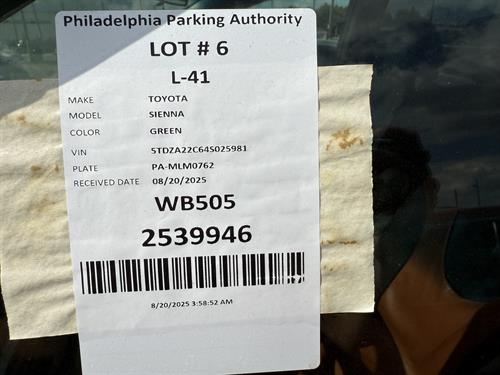 Philadelphia Parking Authority
LOT # 6
L-41
MAKE TOYOTA
MODEL SIENNA
COLOR GREEN
VIN 5TDZA22C64S025981
PLATE PA-MLM0762
RECEIVED DATE 08/20/2025
WB505
2539946
8/20/2025 3:58:52 AM